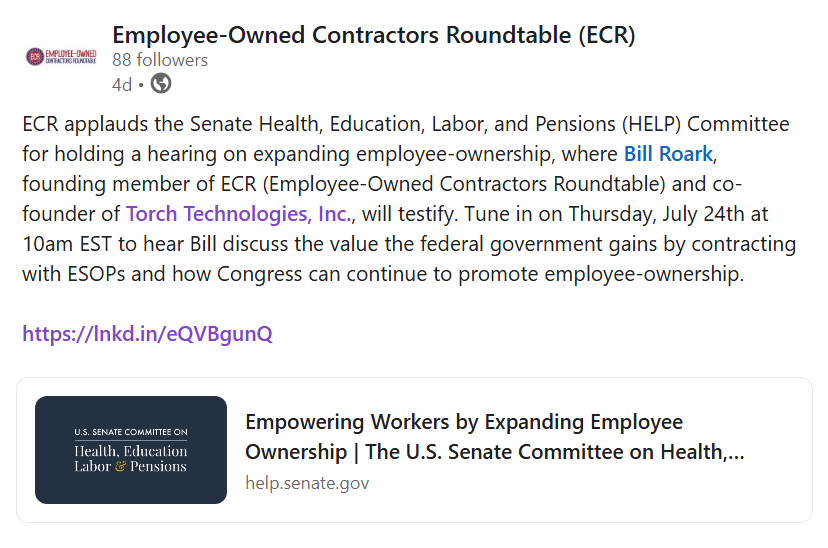 Employee-Owned Contractors Roundtable (ECR)
ECR EMPLOYEE-OWNED
CONTRACTORS ROUNDTABLE
88 followers
4d •
ECR applauds the Senate Health, Education, Labor, and Pensions (HELP) Committee
for holding a hearing on expanding employee-ownership, where Bill Roark,
founding member of ECR (Employee-Owned Contractors Roundtable) and co-
founder of Torch Technologies, Inc., will testify. Tune in on Thursday, July 24th at
10am EST to hear Bill discuss the value the federal government gains by contracting
with ESOPs and how Congress can continue to promote employee-ownership.
https://lnkd.in/eQVBgunQ
U.S. SENATE COMMITTEE ON
Health, Education
Labor & Pensions
Empowering Workers by Expanding Employee
Ownership | The U.S. Senate Committee on Health,...
help.senate.gov